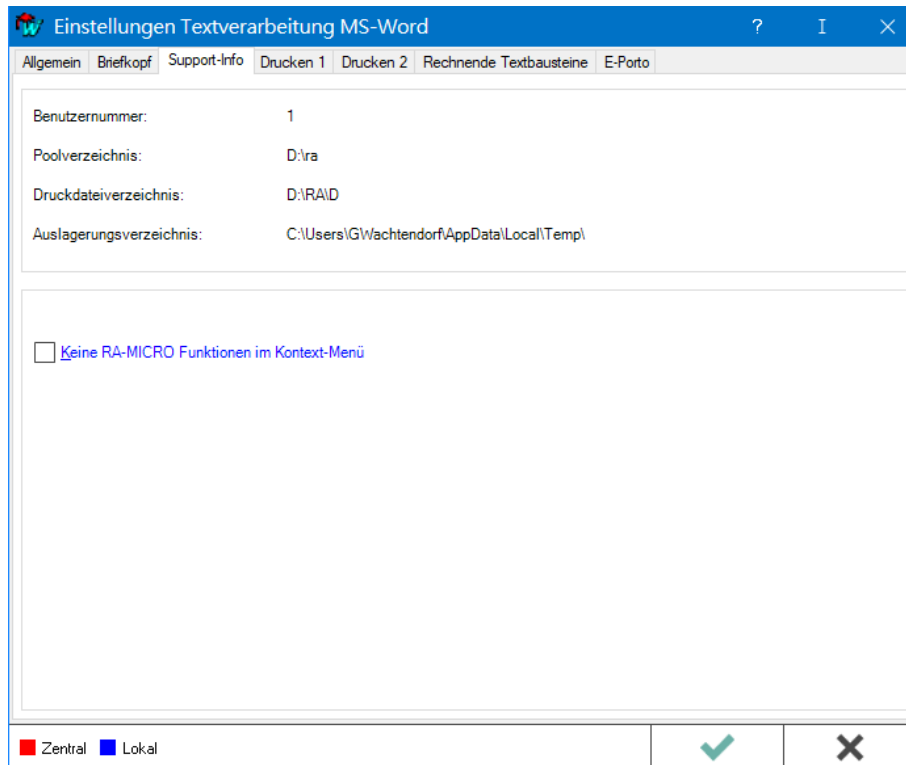 Einstellungen Textverarbeitung MS-Word ? I
Allgemein Briefkopf Support-Info Drucken 1 Drucken 2 Rechnende Textbausteine E-Porto
Benutzernummer: 1
Poolverzeichnis: D:\ra
Druckdateiverzeichnis: D:\RA\D
Auslagerungsverzeichnis: C:\Users\GWachtendorf\AppData\Local\Temp\
Keine RA-MICRO Funktionen im Kontext-Menü
Zentral Lokal